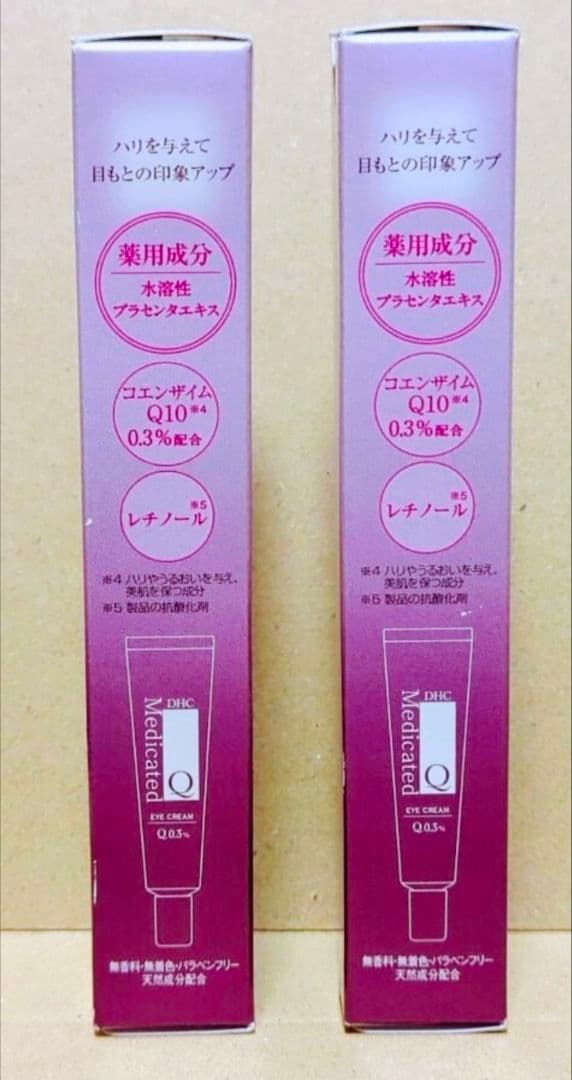 ハリを与えて
目もとの印象アップ
薬用成分
水溶性
プラセンタエキス
コエンザイム
Q10※4
0.3%配合
※5
レチノール
※4 ハリやうるおいを与え、
美肌を保つ成分
※5 製品の抗酸化剤
DHC
Medicated
Q
EYE CREAM
Q0.3%
無香料・無着色・パラベンフリー
天然成分配合
ハリを与えて
目もとの印象アップ
薬用成分
水溶性
プラセンタエキス
コエンザイム
Q10※4
0.3%配合
※5
レチノール
※4 ハリやうるおいを与え、
美肌を保つ成分
※5 製品の抗酸化剤
DHC
Medicated
Q
EYE CREAM
Q0.3%
無香料・無着色・パラベンフリー
天然成分配合